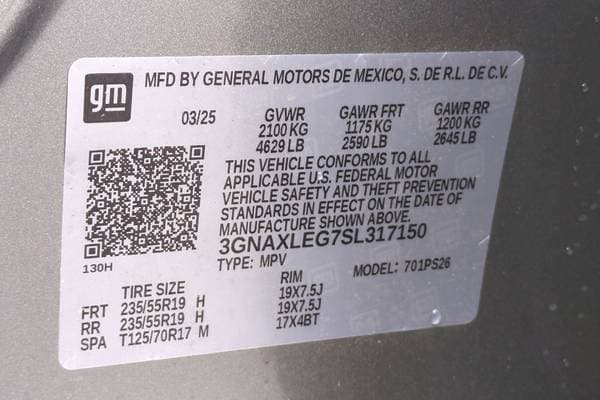 gm
MFD BY GENERAL MOTORS DE MEXICO, S. DE R.L. DE C.V.
03/25 GVWR GAWR FRT GAWR RR
2100 KG 1175 KG 1200 KG
4629 LB 2590 LB 2645 LB
THIS VEHICLE CONFORMS TO ALL
APPLICABLE U.S. FEDERAL MOTOR
VEHICLE SAFETY AND THEFT PREVENTION
STANDARDS IN EFFECT ON THE DATE OF
MANUFACTURE SHOWN ABOVE.
3GNAXLEG7SL317150
130H
TYPE: MPV MODEL: 701PS26
TIRE SIZE RIM
FRT 235/55R19 H 19X7.5J
RR 235/55R19 H 19X7.5J
SPA T125/70R17 M 17X4BT